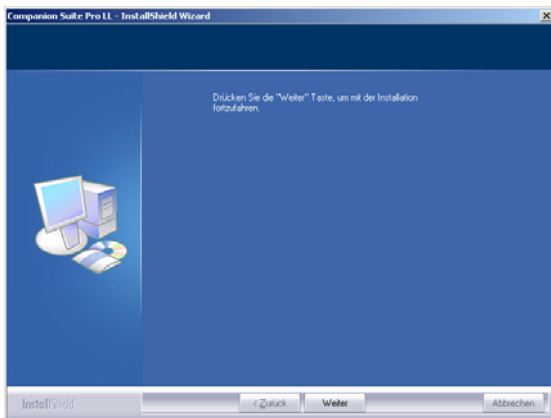 Companion Suite Pro LL - InstallShield Wizard
Drücken Sie die "Weiter" Taste, um mit der Installation
fortzufahren.
InstallShield
< Zurück Weiter Abbrechen